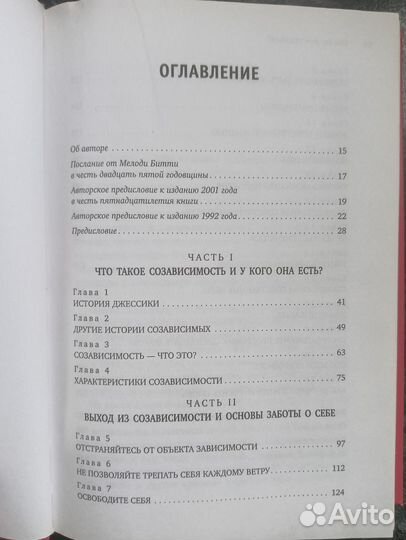 ОГЛАВЛЕНИЕ
Об авторе 15
Послание от Мелоди Битти
в честь двадцать пятой годовщины 17
Авторское предисловие к изданию 2001 года
в честь пятнадцатилетия книги 19
Авторское предисловие к изданию 1992 года 22
Предисловие 28
ЧАСТЬ I
ЧТО ТАКОЕ СОЗАВИСИМОСТЬ И У КОГО ОНА ЕСТЬ?
Глава 1
ИСТОРИЯ ДЖЕССИКИ 41
Глава 2
ДРУГИЕ ИСТОРИИ СОЗАВИСИМЫХ 49
Глава 3
СОЗАВИСИМОСТЬ — ЧТО ЭТО? 63
Глава 4
ХАРАКТЕРИСТИКИ СОЗАВИСИМОСТИ 75
ЧАСТЬ II
ВЫХОД ИЗ СОЗАВИСИМОСТИ И ОСНОВЫ ЗАБОТЫ О СЕБЕ
Глава 5
ОТСТРАНЯЙТЕСЬ ОТ ОБЪЕКТА ЗАВИСИМОСТИ 97
Глава 6
НЕ ПОЗВОЛЯЙТЕ ТРЕПАТЬ СЕБЯ КАЖДОМУ ВЕТРУ 112
Глава 7
ОСВОБОДИТЕ СЕБЯ 124
Avito